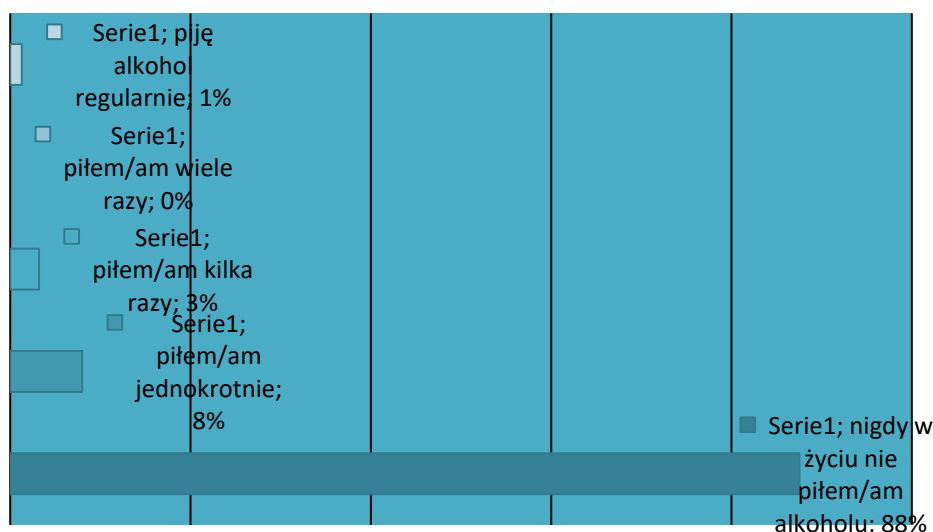 Serie1; piję
alkohol
regularnie; 1%
Serie1;
piłem/am wiele
razy; 0%
Serie1;
piłem/am kilka
razy; 3%
Serie1;
piłem/am
jednokrotnie;
8%
Serie1; nigdy w
życiu nie
piłem/am
alkoholu; 88%